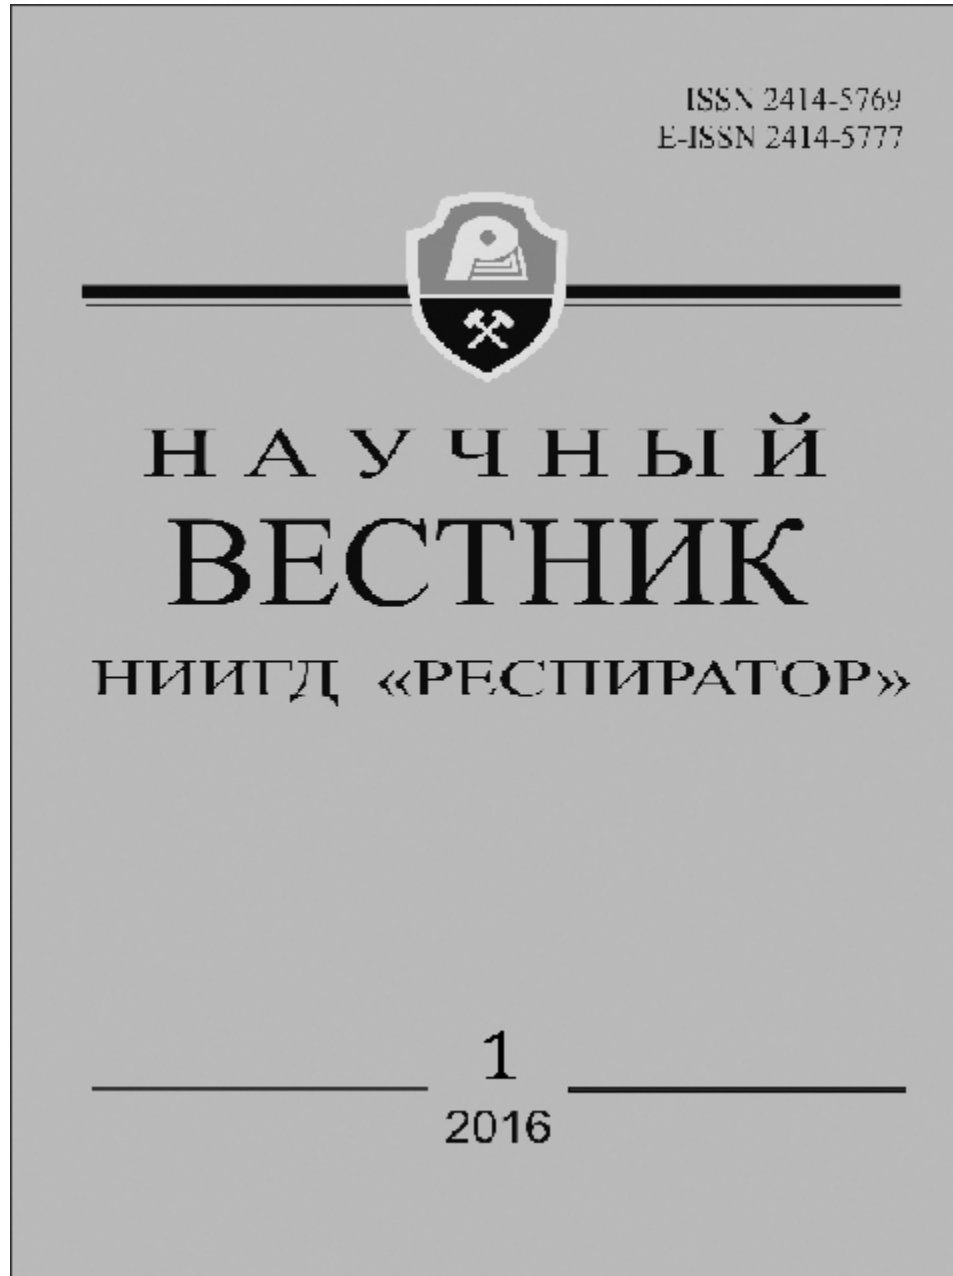 ISSN 2414-5769
E-ISSN 2414-5777
НАУЧНЫЙ
ВЕСТНИК
НИИГД «РЕСПИРАТОР»
1
2016